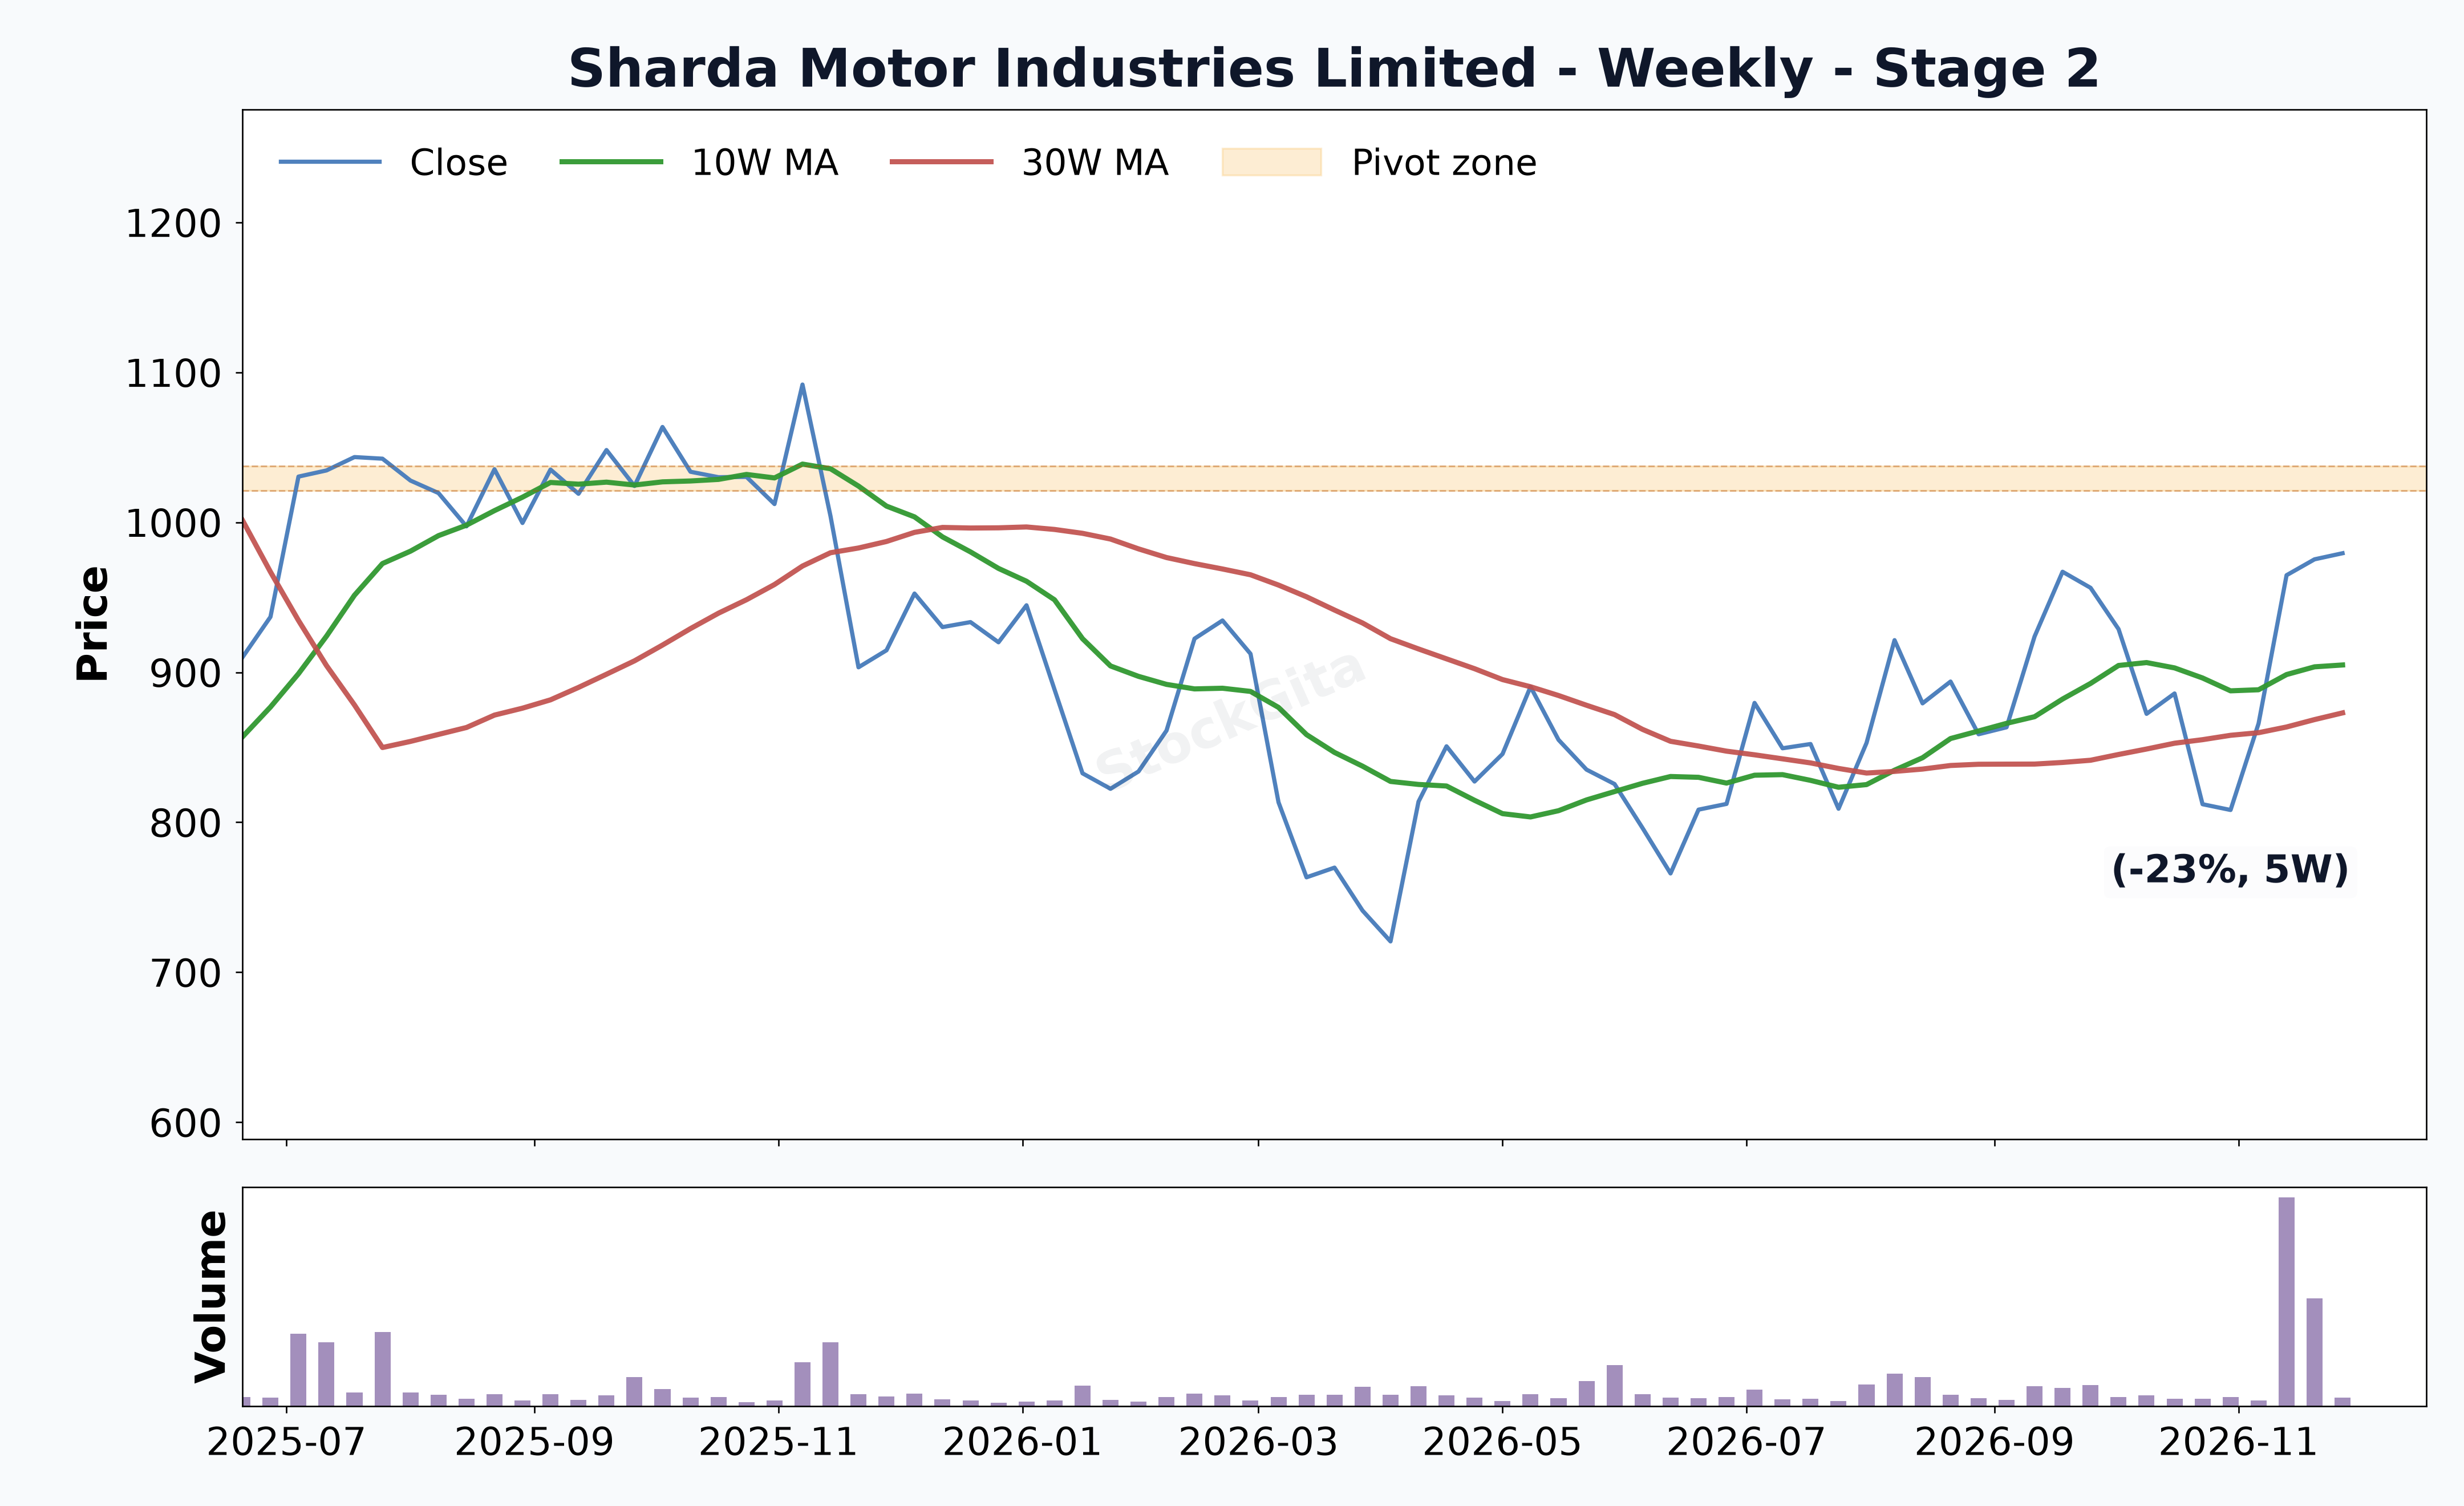 Sharda Motor Industries Limited - Weekly - Stage 2
Close 10W MA 30W MA Pivot zone
1200
1100
1000
900
800
700
600
Price
StockGita
(-23%, 5W)
Volume
2025-07 2025-09 2025-11 2026-01 2026-03 2026-05 2026-07 2026-09 2026-11